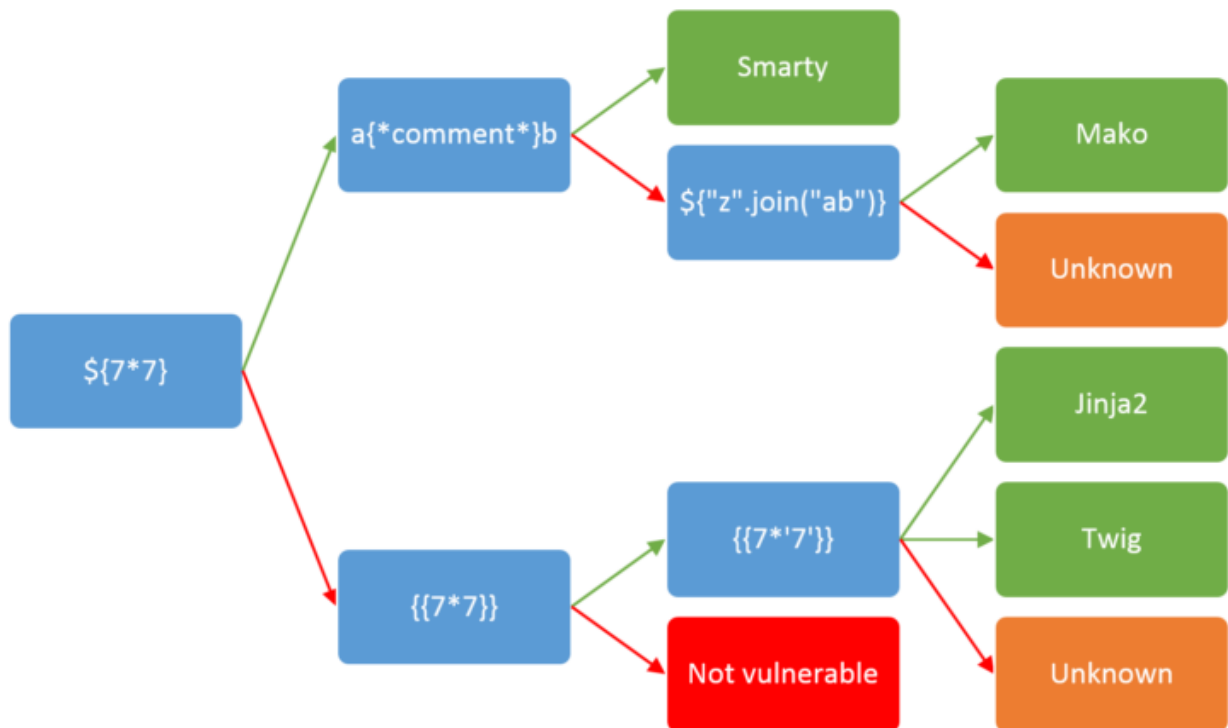 Smarty
a{*comment*}b
Mako
${"z".join("ab")}
Unknown
${7*7}
Jinja2
{{7*'7'}}
Twig
{{7*7}}
Not vulnerable
Unknown